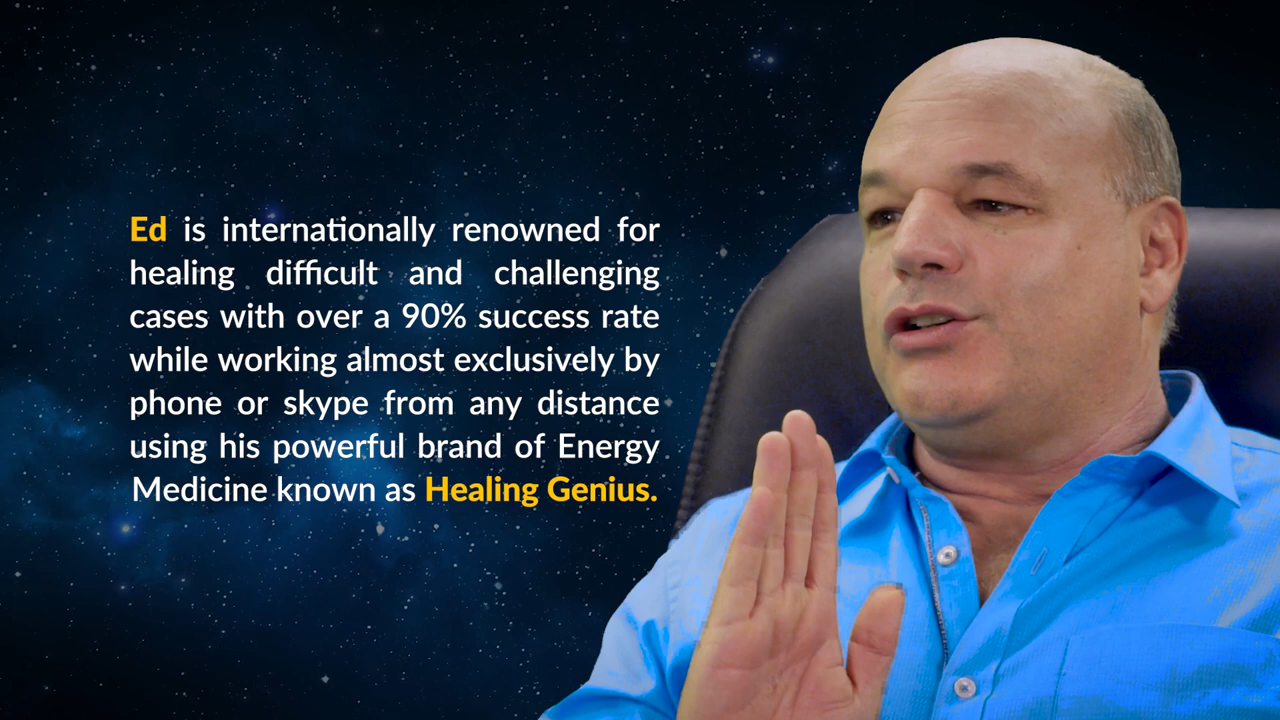 Ed is internationally renowned for
healing difficult and challenging
cases with over a 90% success rate
while working almost exclusively by
phone or skype from any distance
using his powerful brand of Energy
Medicine known as Healing Genius.